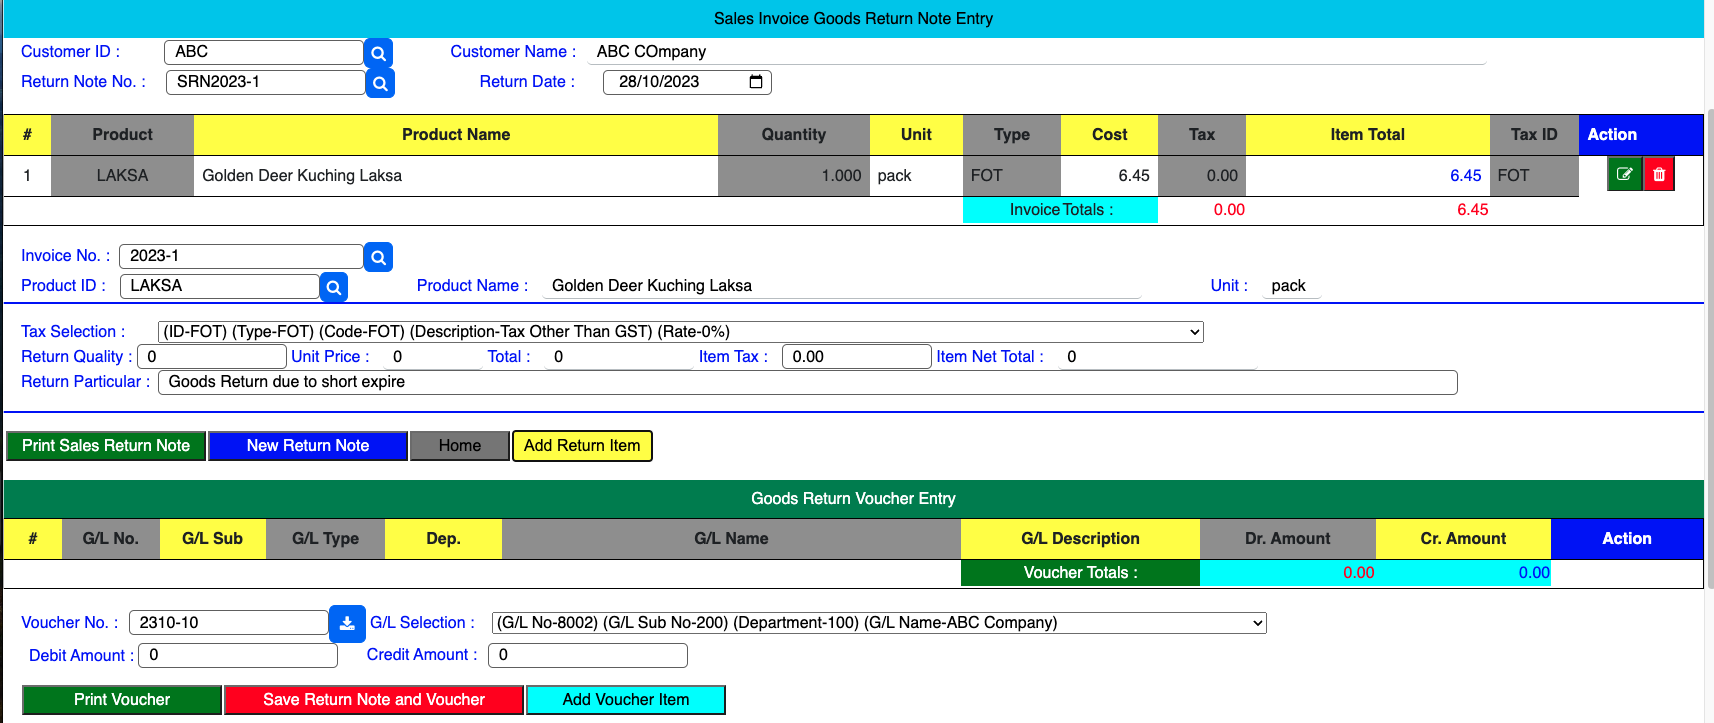 Sales Invoice Goods Return Note Entry
Customer ID : ABC Customer Name : ABC COmpany
Return Note No. : SRN2023-1 Return Date : 28/10/2023
# Product Product Name Quantity Unit Type Cost Tax Item Total Tax ID Action
1 LAKSA Golden Deer Kuching Laksa 1.000 pack FOT 6.45 0.00 6.45 FOT
Invoice Totals : 0.00 6.45
Invoice No. : 2023-1
Product ID : LAKSA Product Name : Golden Deer Kuching Laksa Unit : pack
Tax Selection : (ID-FOT) (Type-FOT) (Code-FOT) (Description-Tax Other Than GST) (Rate-0%)
Return Quality : 0 Unit Price : 0 Total : 0 Item Tax : 0.00 Item Net Total : 0
Return Particular : Goods Return due to short expire
Print Sales Return Note New Return Note Home Add Return Item
Goods Return Voucher Entry
# G/L No. G/L Sub G/L Type Dep. G/L Name G/L Description Dr. Amount Cr. Amount Action
Voucher Totals : 0.00 0.00
Voucher No. : 2310-10 G/L Selection : (G/L No-8002) (G/L Sub No-200) (Department-100) (G/L Name-ABC Company)
Debit Amount : 0 Credit Amount : 0
Print Voucher Save Return Note and Voucher Add Voucher Item